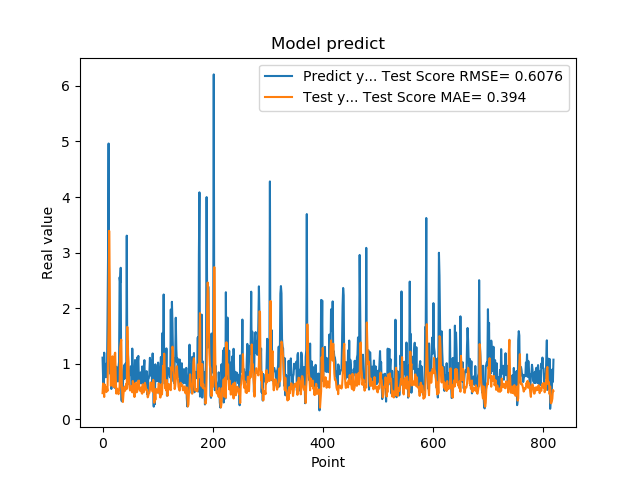 Model predict
Predict y... Test Score RMSE= 0.6076
Test y... Test Score MAE= 0.394
Real value
6
5
4
3
2
1
0
0 200 400 600 800
Point